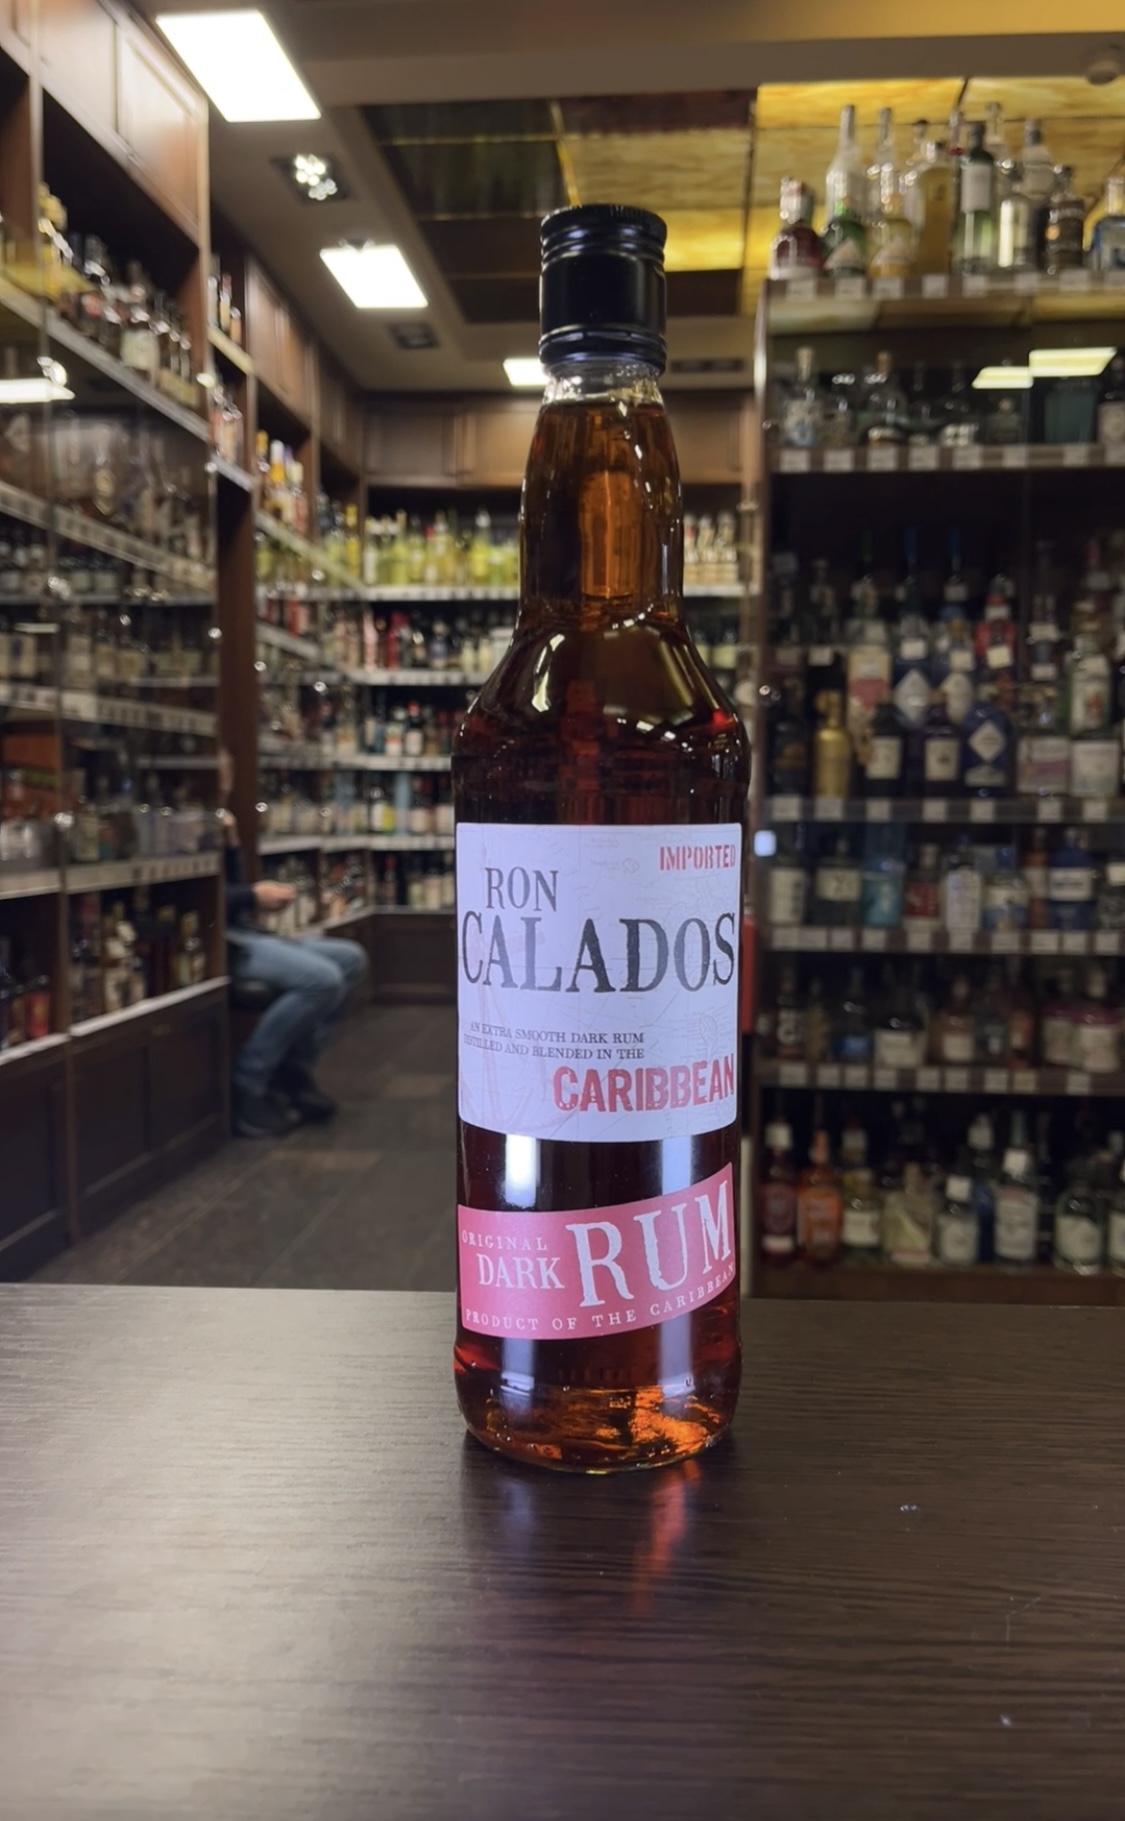 IMPORTED
RON
CALADOS
AN EXTRA SMOOTH DARK RUM
DISTILLED AND BLENDED IN THE
CARIBBEAN
ORIGINAL
DARK RUM
PRODUCT OF THE CARIBBEAN